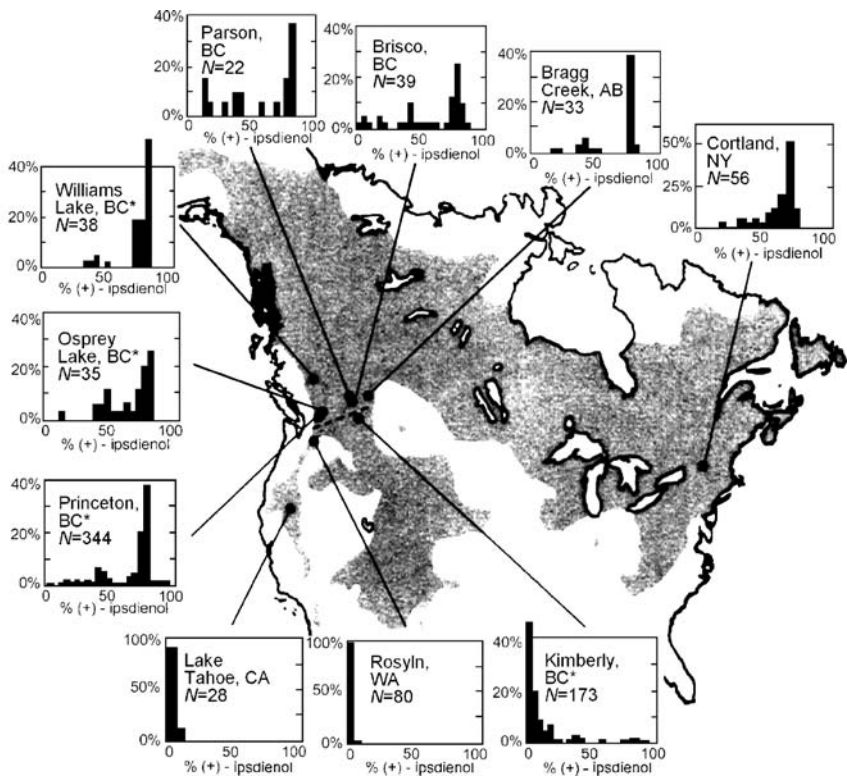 40%
20%
0%
Parson,
BC
N=22
0 50 100
% (+) - ipsdienol
40%
20%
0%
Brisco,
BC
N=39
0 50 100
% (+) - ipsdienol
40%
20%
0%
Bragg
Creek, AB
N=33
0 50 100
% (+) - ipsdienol
50%
25%
0%
Cortland,
NY
N=56
0 50 100
% (+) - ipsdienol
40%
20%
0%
Williams
Lake, BC*
N=38
0 50 100
% (+) - ipsdienol
40%
20%
0%
Osprey
Lake, BC*
N=35
0 50 100
% (+) - ipsdienol
40%
20%
0%
Princeton,
BC*
N=344
0 50 100
% (+) - ipsdienol
100%
50%
0%
Lake
Tahoe, CA
N=28
0 50 100
% (+) - ipsdienol
100%
50%
0%
Rosyln,
WA
N=80
0 50 100
% (+) - ipsdienol
40%
20%
0%
Kimberly,
BC*
N=173
0 50 100
% (+) - ipsdienol